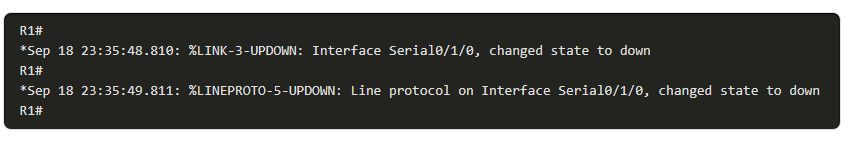 R1#
*Sep 18 23:35:48.810: %LINK-3-UPDOWN: Interface Serial0/1/0, changed state to down
R1#
*Sep 18 23:35:49.811: %LINEPROTO-5-UPDOWN: Line protocol on Interface Serial0/1/0, changed state to down
R1#